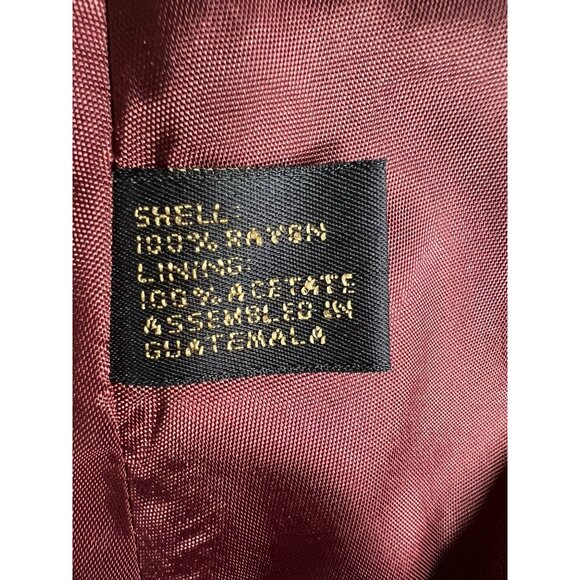 SHELL:
100% RAYON
LINING:
100% ACETATE
ASSEMBLED IN
GUATEMALA